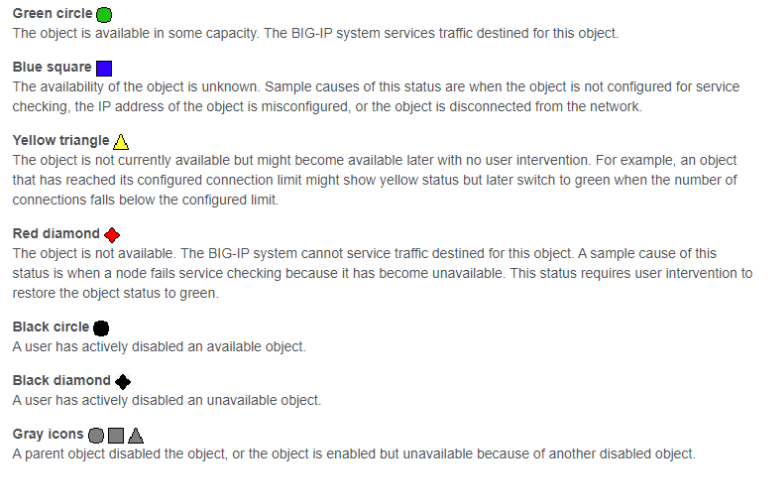 Green circle
The object is available in some capacity. The BIG-IP system services traffic destined for this object.
Blue square
The availability of the object is unknown. Sample causes of this status are when the object is not configured for service
checking, the IP address of the object is misconfigured, or the object is disconnected from the network.
Yellow triangle
The object is not currently available but might become available later with no user intervention. For example, an object
that has reached its configured connection limit might show yellow status but later switch to green when the number of
connections falls below the configured limit.
Red diamond
The object is not available. The BIG-IP system cannot service traffic destined for this object. A sample cause of this
status is when a node fails service checking because it has become unavailable. This status requires user intervention to
restore the object status to green.
Black circle
A user has actively disabled an available object.
Black diamond
A user has actively disabled an unavailable object.
Gray icons
A parent object disabled the object, or the object is enabled but unavailable because of another disabled object.